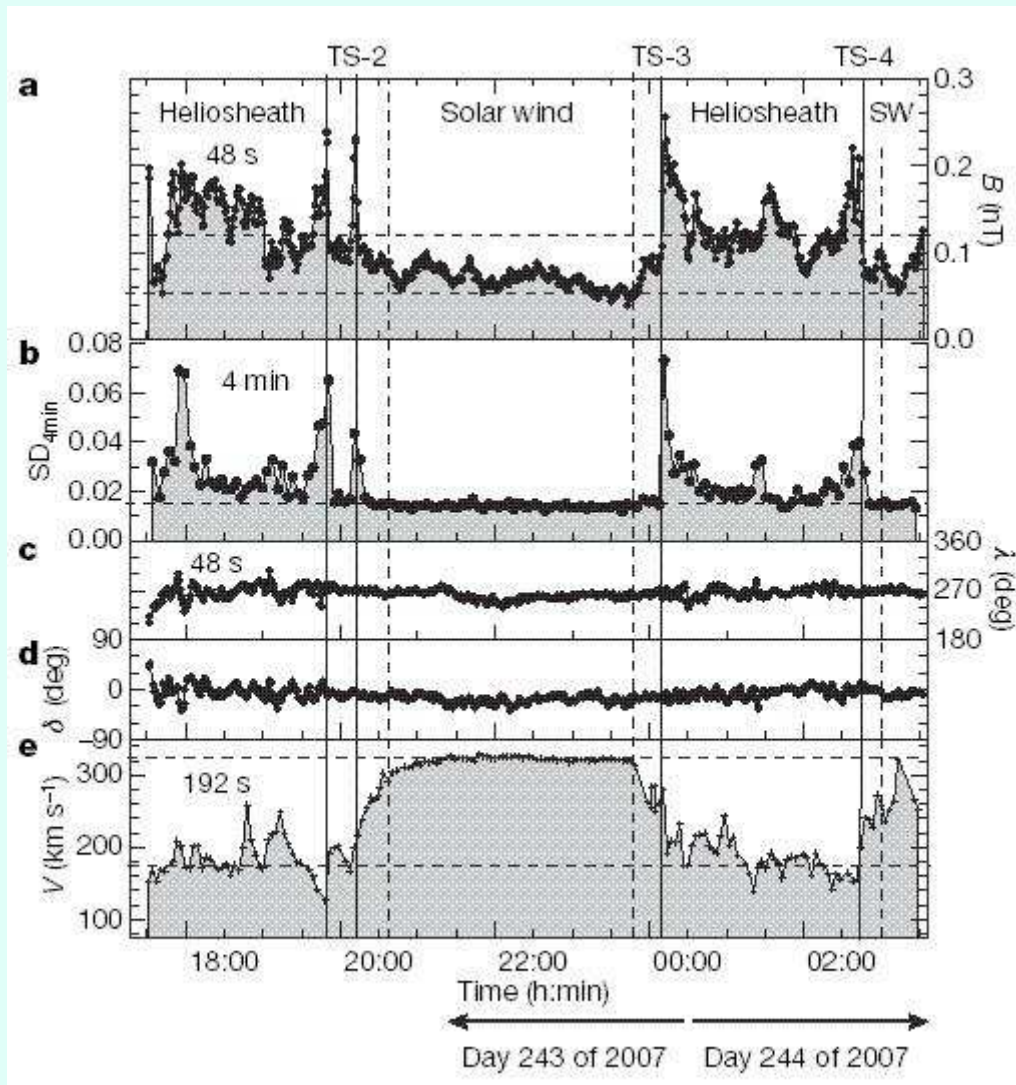 TS-2 TS-3 TS-4
a
Heliosheath Solar wind Heliosheath SW
48 s
0.3
0.2
0.1
0.0
B (nT)
b
4 min
0.08
0.06
0.04
0.02
0.00
SD4min
c
48 s
360
270
180
λ (deg)
d
90
0
–90
δ (deg)
e
192 s
300
200
100
V (km s–1)
18:00 20:00 22:00 00:00 02:00
Time (h:min)
Day 243 of 2007 Day 244 of 2007